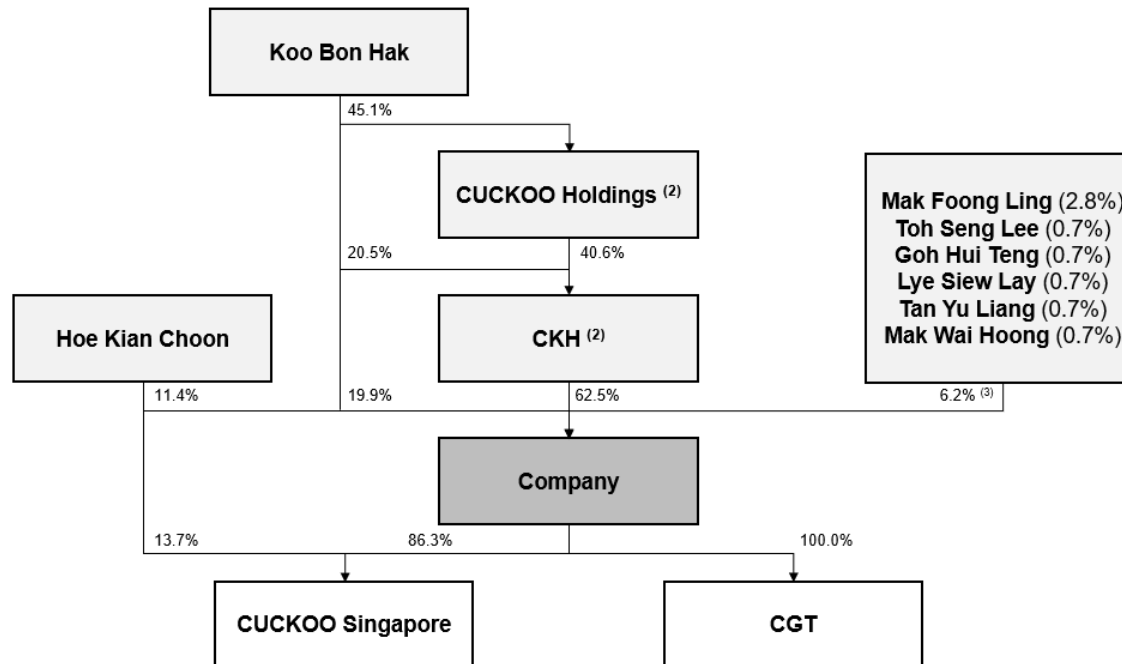 Koo Bon Hak
45.1%
CUCKOO Holdings (2)
Mak Foong Ling (2.8%)
Toh Seng Lee (0.7%)
Goh Hui Teng (0.7%)
Lye Siew Lay (0.7%)
Tan Yu Liang (0.7%)
Mak Wai Hoong (0.7%)
20.5%
40.6%
Hoe Kian Choon
CKH (2)
11.4%
19.9%
62.5%
6.2% (3)
Company
13.7%
86.3%
100.0%
CUCKOO Singapore
CGT